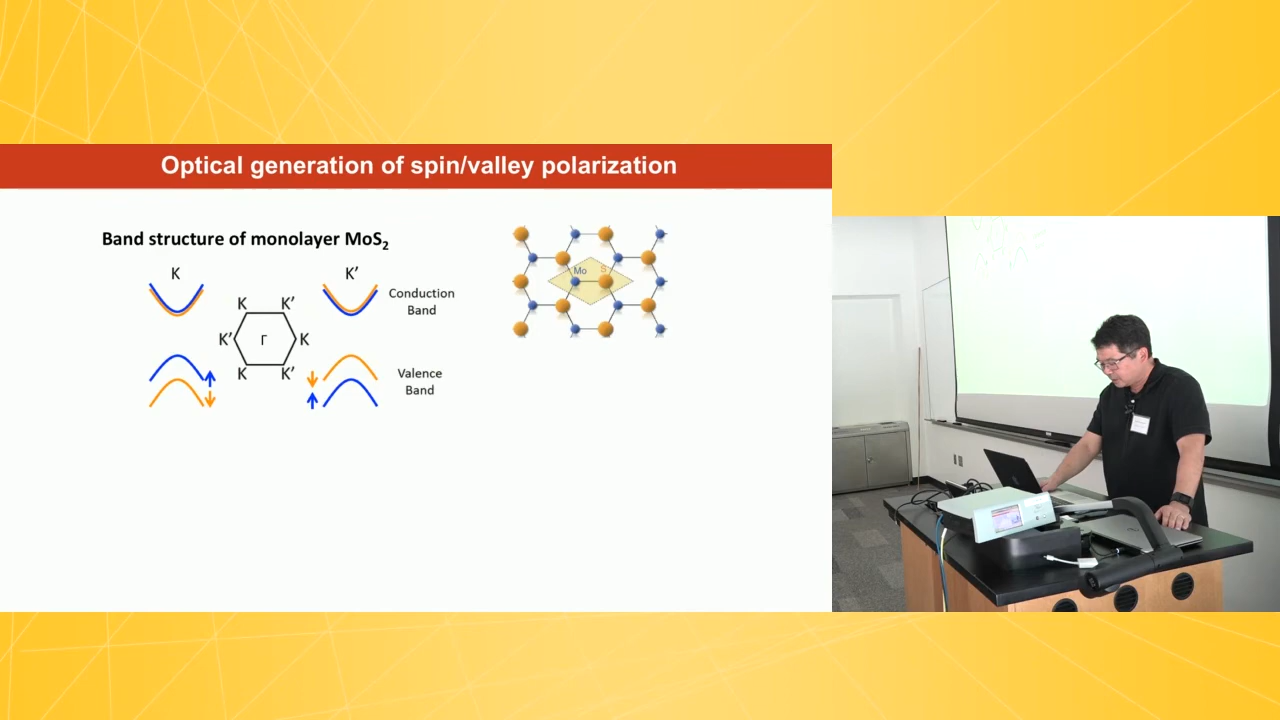 Optical generation of spin/valley polarization
Band structure of monolayer MoS₂
K
K′
Conduction
Band
K
K′
K′
Γ
K
K
K′
Valence
Band
Mo
S